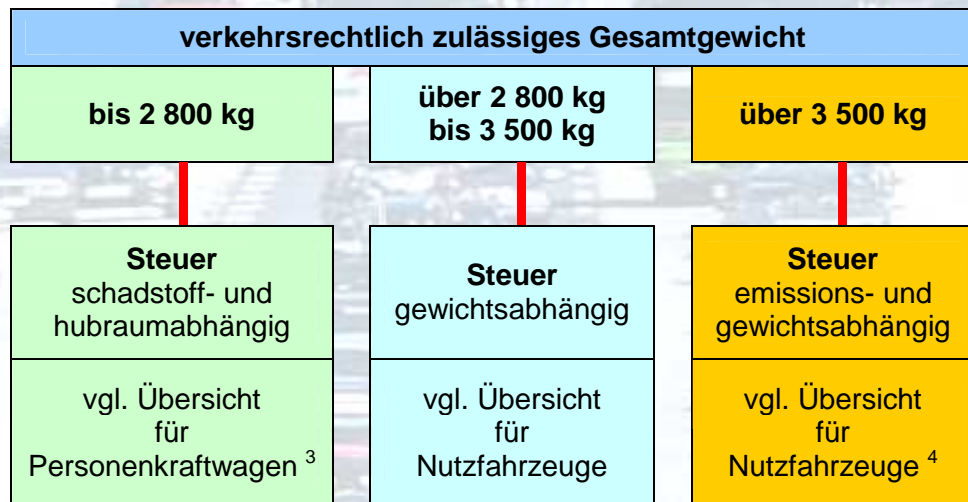 verkehrsrechtlich zulässiges Gesamtgewicht
bis 2 800 kg
über 2 800 kg
bis 3 500 kg
über 3 500 kg
Steuer
schadstoff- und
hubraumabhängig
Steuer
gewichtsabhängig
Steuer
emissions- und
gewichtsabhängig
vgl. Übersicht
für
Personenkraftwagen ³
vgl. Übersicht
für
Nutzfahrzeuge
vgl. Übersicht
für
Nutzfahrzeuge ⁴